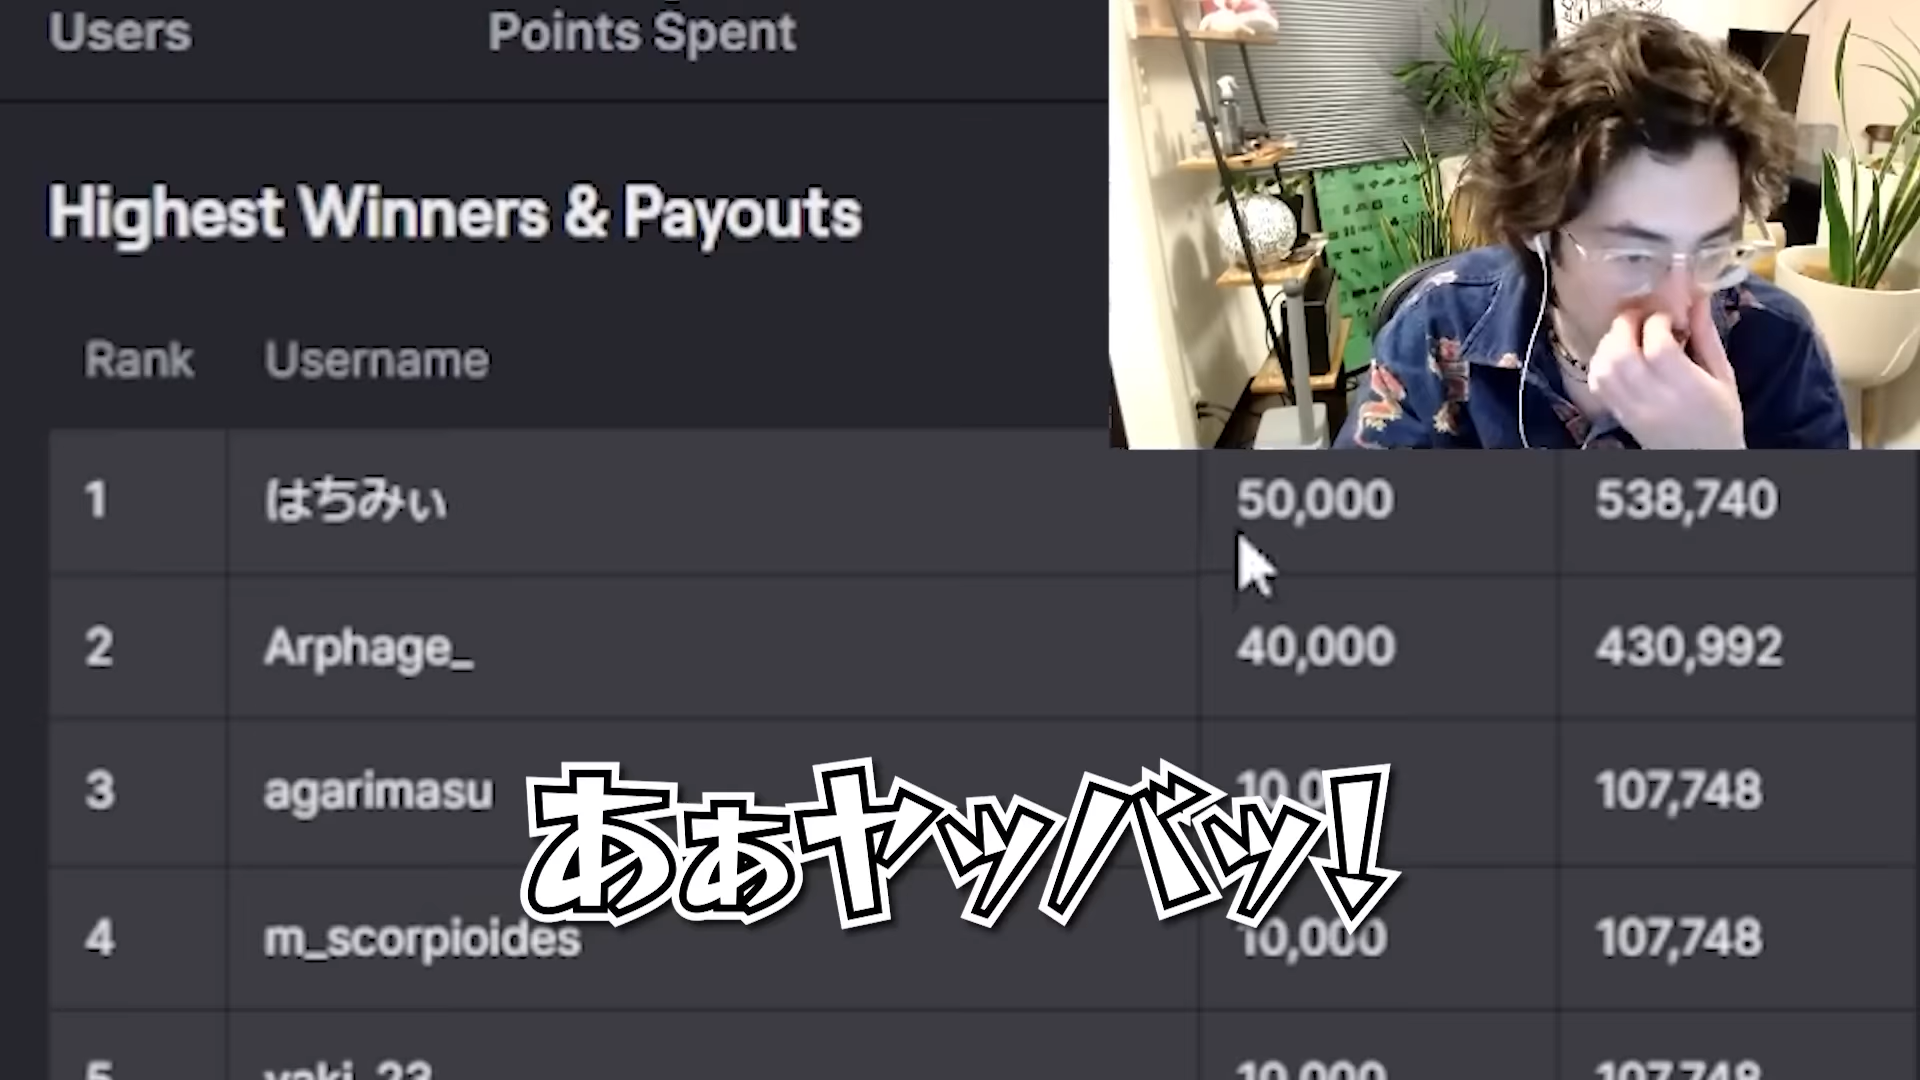 Users Points Spent
Highest Winners & Payouts
Rank Username
1 はちみぃ 50,000 538,740
2 Arphage_ 40,000 430,992
3 agarimasu 107,748
あぁヤッバッ!
4 m_scorpioides 10,000 107,748